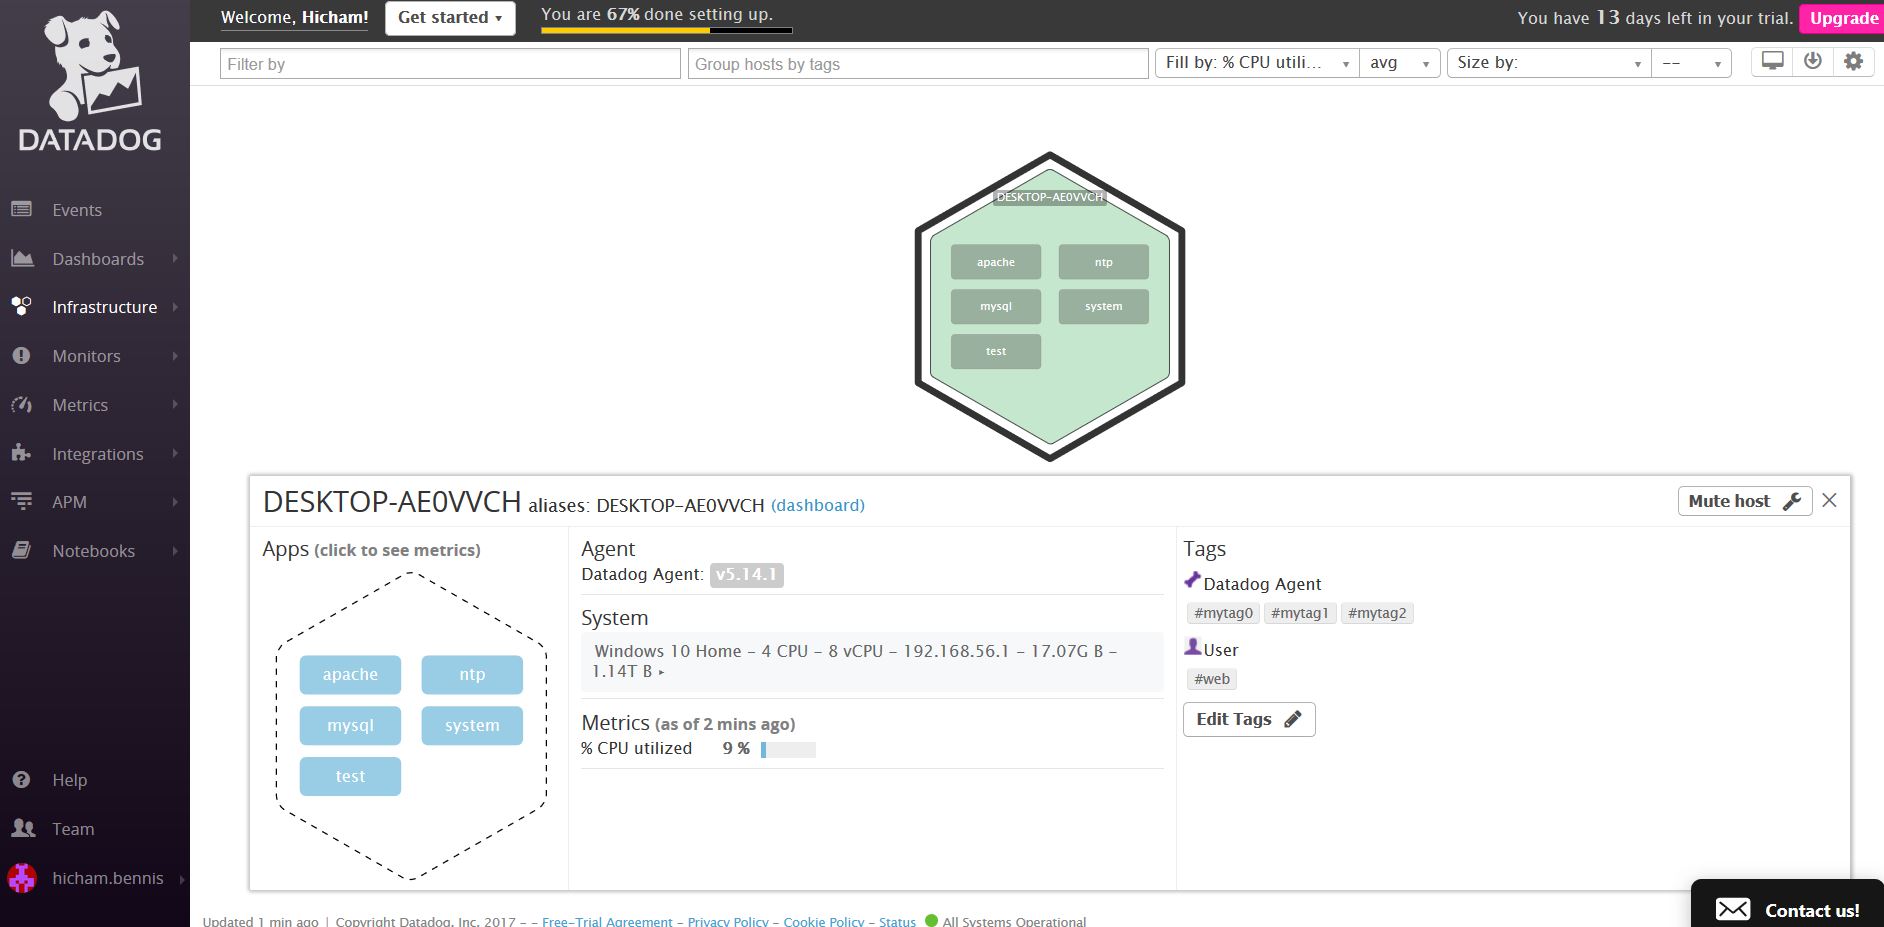 DATADOG
Events
Dashboards
Infrastructure
Monitors
Metrics
Integrations
APM
Notebooks
Help
Team
hicham.bennis
Welcome, Hicham!
Get started
You are 67% done setting up.
You have 13 days left in your trial.
Upgrade
Filter by
Group hosts by tags
Fill by: % CPU utili...
avg
Size by:
--
DESKTOP-AE0VVCH
apache
ntp
mysql
system
test
DESKTOP-AE0VVCH aliases: DESKTOP-AE0VVCH (dashboard)
Mute host
Apps (click to see metrics)
apache
ntp
mysql
system
test
Agent
Datadog Agent: v5.14.1
System
Windows 10 Home - 4 CPU - 8 vCPU - 192.168.56.1 - 17.07G B -
1.14T B
Metrics (as of 2 mins ago)
% CPU utilized 9 %
Tags
Datadog Agent
#mytag0 #mytag1 #mytag2
User
#web
Edit Tags
Updated 1 min ago | Copyright Datadog, Inc. 2017 - - Free-Trial Agreement - Privacy Policy - Cookie Policy - Status All Systems Operational
Contact us!